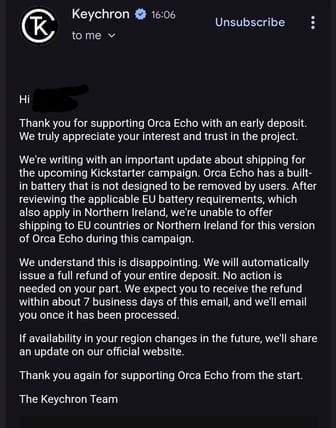 Keychron 16:06
Unsubscribe
to me
Hi
Thank you for supporting Orca Echo with an early deposit.
We truly appreciate your interest and trust in the project.
We're writing with an important update about shipping for
the upcoming Kickstarter campaign. Orca Echo has a built-
in battery that is not designed to be removed by users. After
reviewing the applicable EU battery requirements, which
also apply in Northern Ireland, we're unable to offer
shipping to EU countries or Northern Ireland for this version
of Orca Echo during this campaign.
We understand this is disappointing. We will automatically
issue a full refund of your entire deposit. No action is
needed on your part. We expect you to receive the refund
within about 7 business days of this email, and we'll email
you once it has been processed.
If availability in your region changes in the future, we'll share
an update on our official website.
Thank you again for supporting Orca Echo from the start.
The Keychron Team